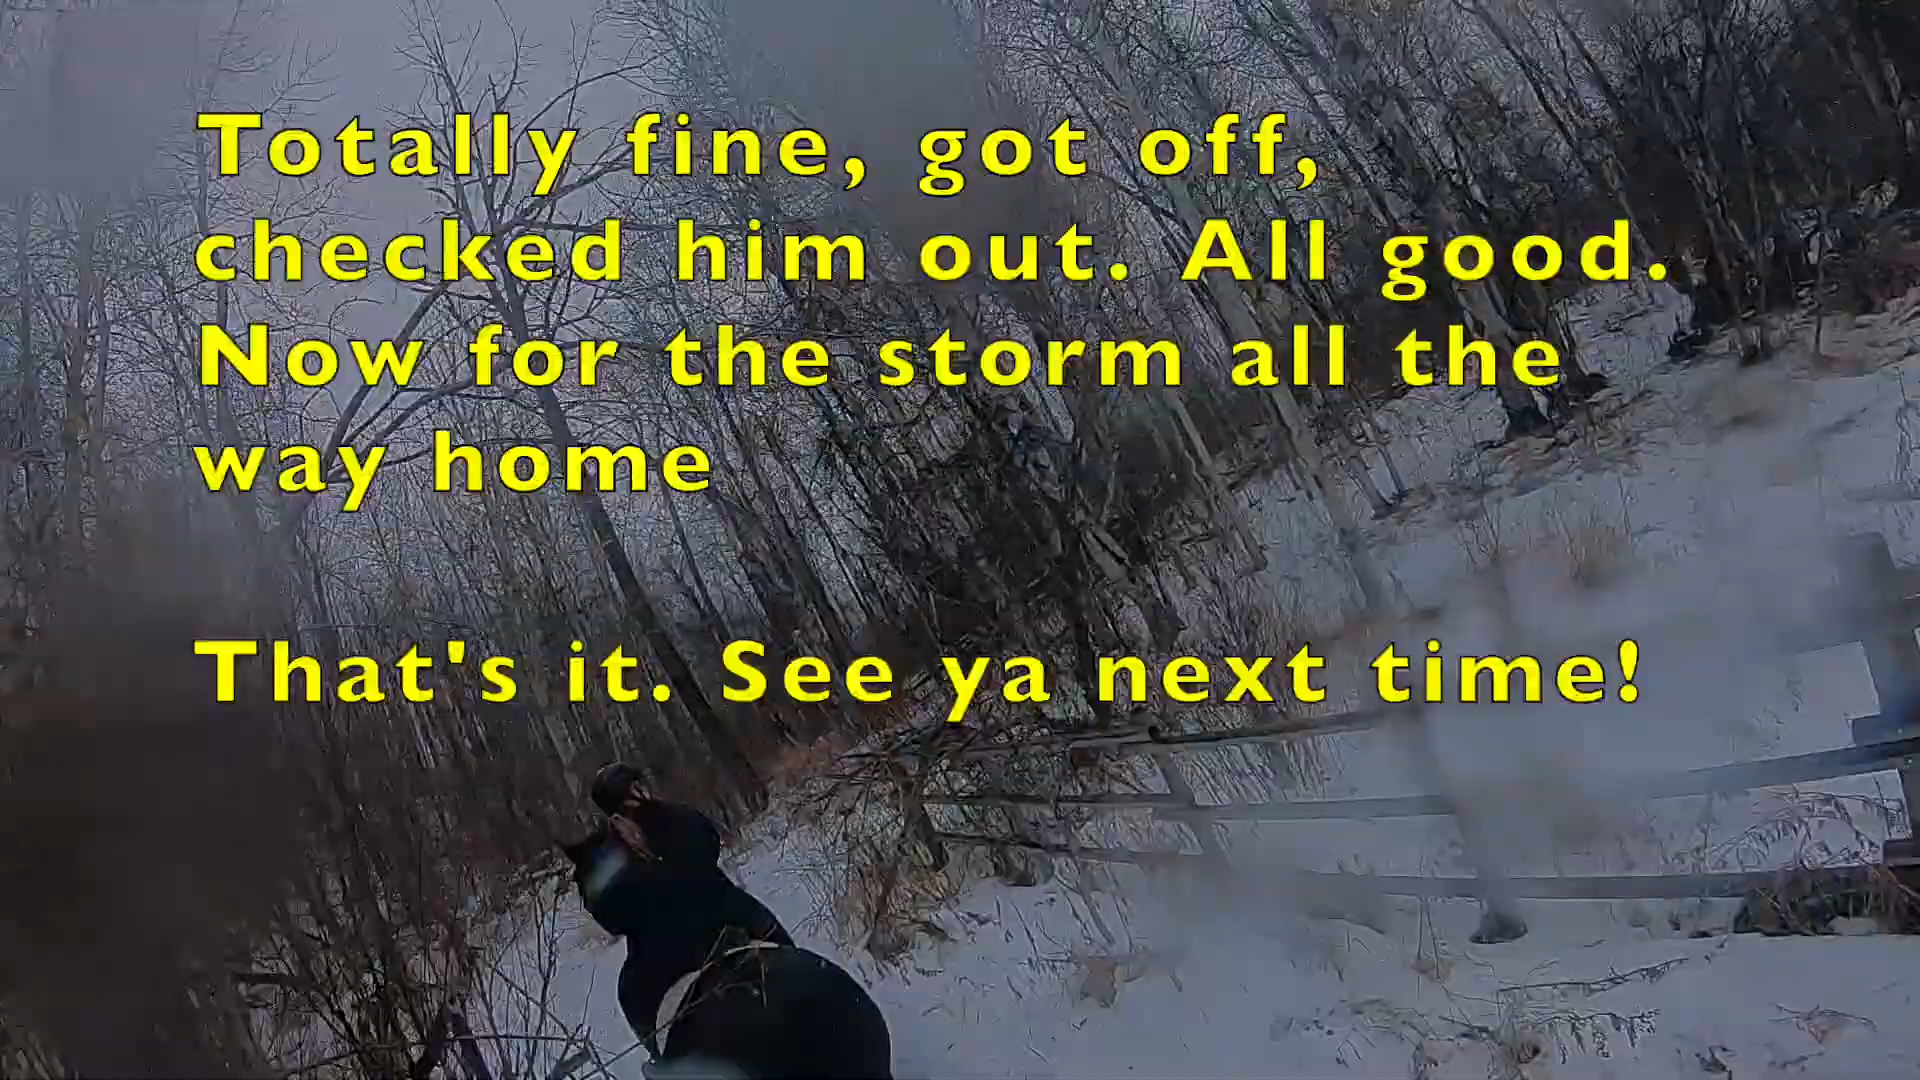 Totally fine, got off,
checked him out. All good.
Now for the storm all the
way home
That's it. See ya next time!